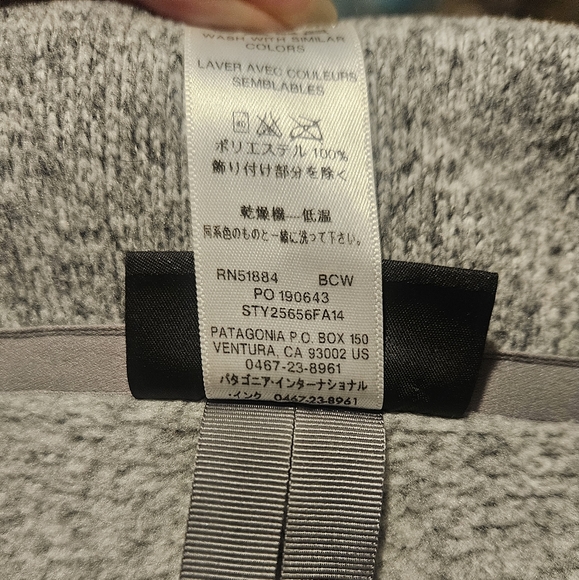 WASH WITH SIMILAR
COLORS
LAVER AVEC COULEURS
SEMBLABLES
ポリエステル 100%
飾り付け部分を除く
乾燥機—低温
同系色のものと一緒に洗って下さい。
RN51884 BCW
PO 190643
STY25656FA14
PATAGONIA P.O. BOX 150
VENTURA, CA 93002 US
0467-23-8961
パタゴニア・インターナショナル
・インク 0467-23-8961